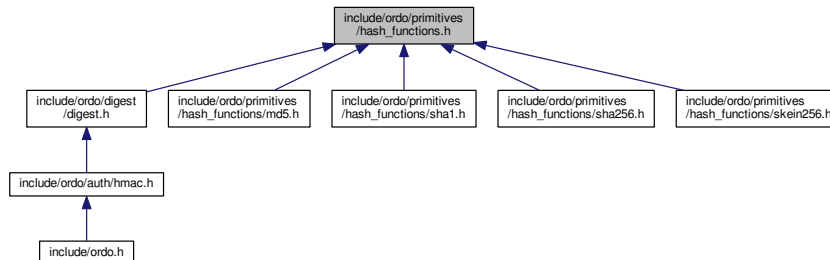 include/ordo/primitives
/hash_functions.h
include/ordo/digest
/digest.h
include/ordo/primitives
/hash_functions/md5.h
include/ordo/primitives
/hash_functions/sha1.h
include/ordo/primitives
/hash_functions/sha256.h
include/ordo/primitives
/hash_functions/skein256.h
include/ordo/auth/hmac.h
include/ordo.h